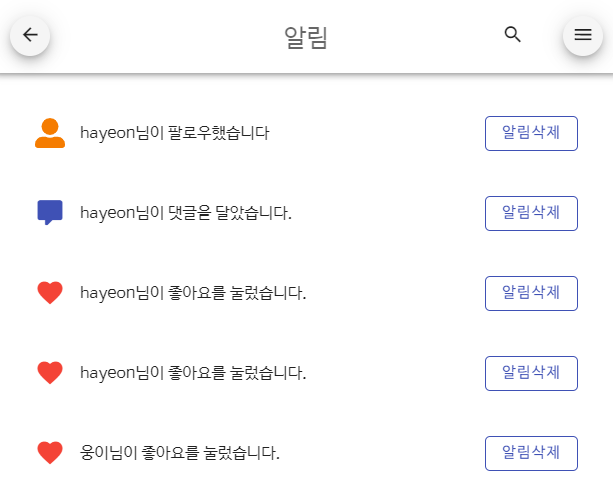 알림
hayeon님이 팔로우했습니다
알림삭제
hayeon님이 댓글을 달았습니다.
알림삭제
hayeon님이 좋아요를 눌렀습니다.
알림삭제
hayeon님이 좋아요를 눌렀습니다.
알림삭제
웅이님이 좋아요를 눌렀습니다.
알림삭제